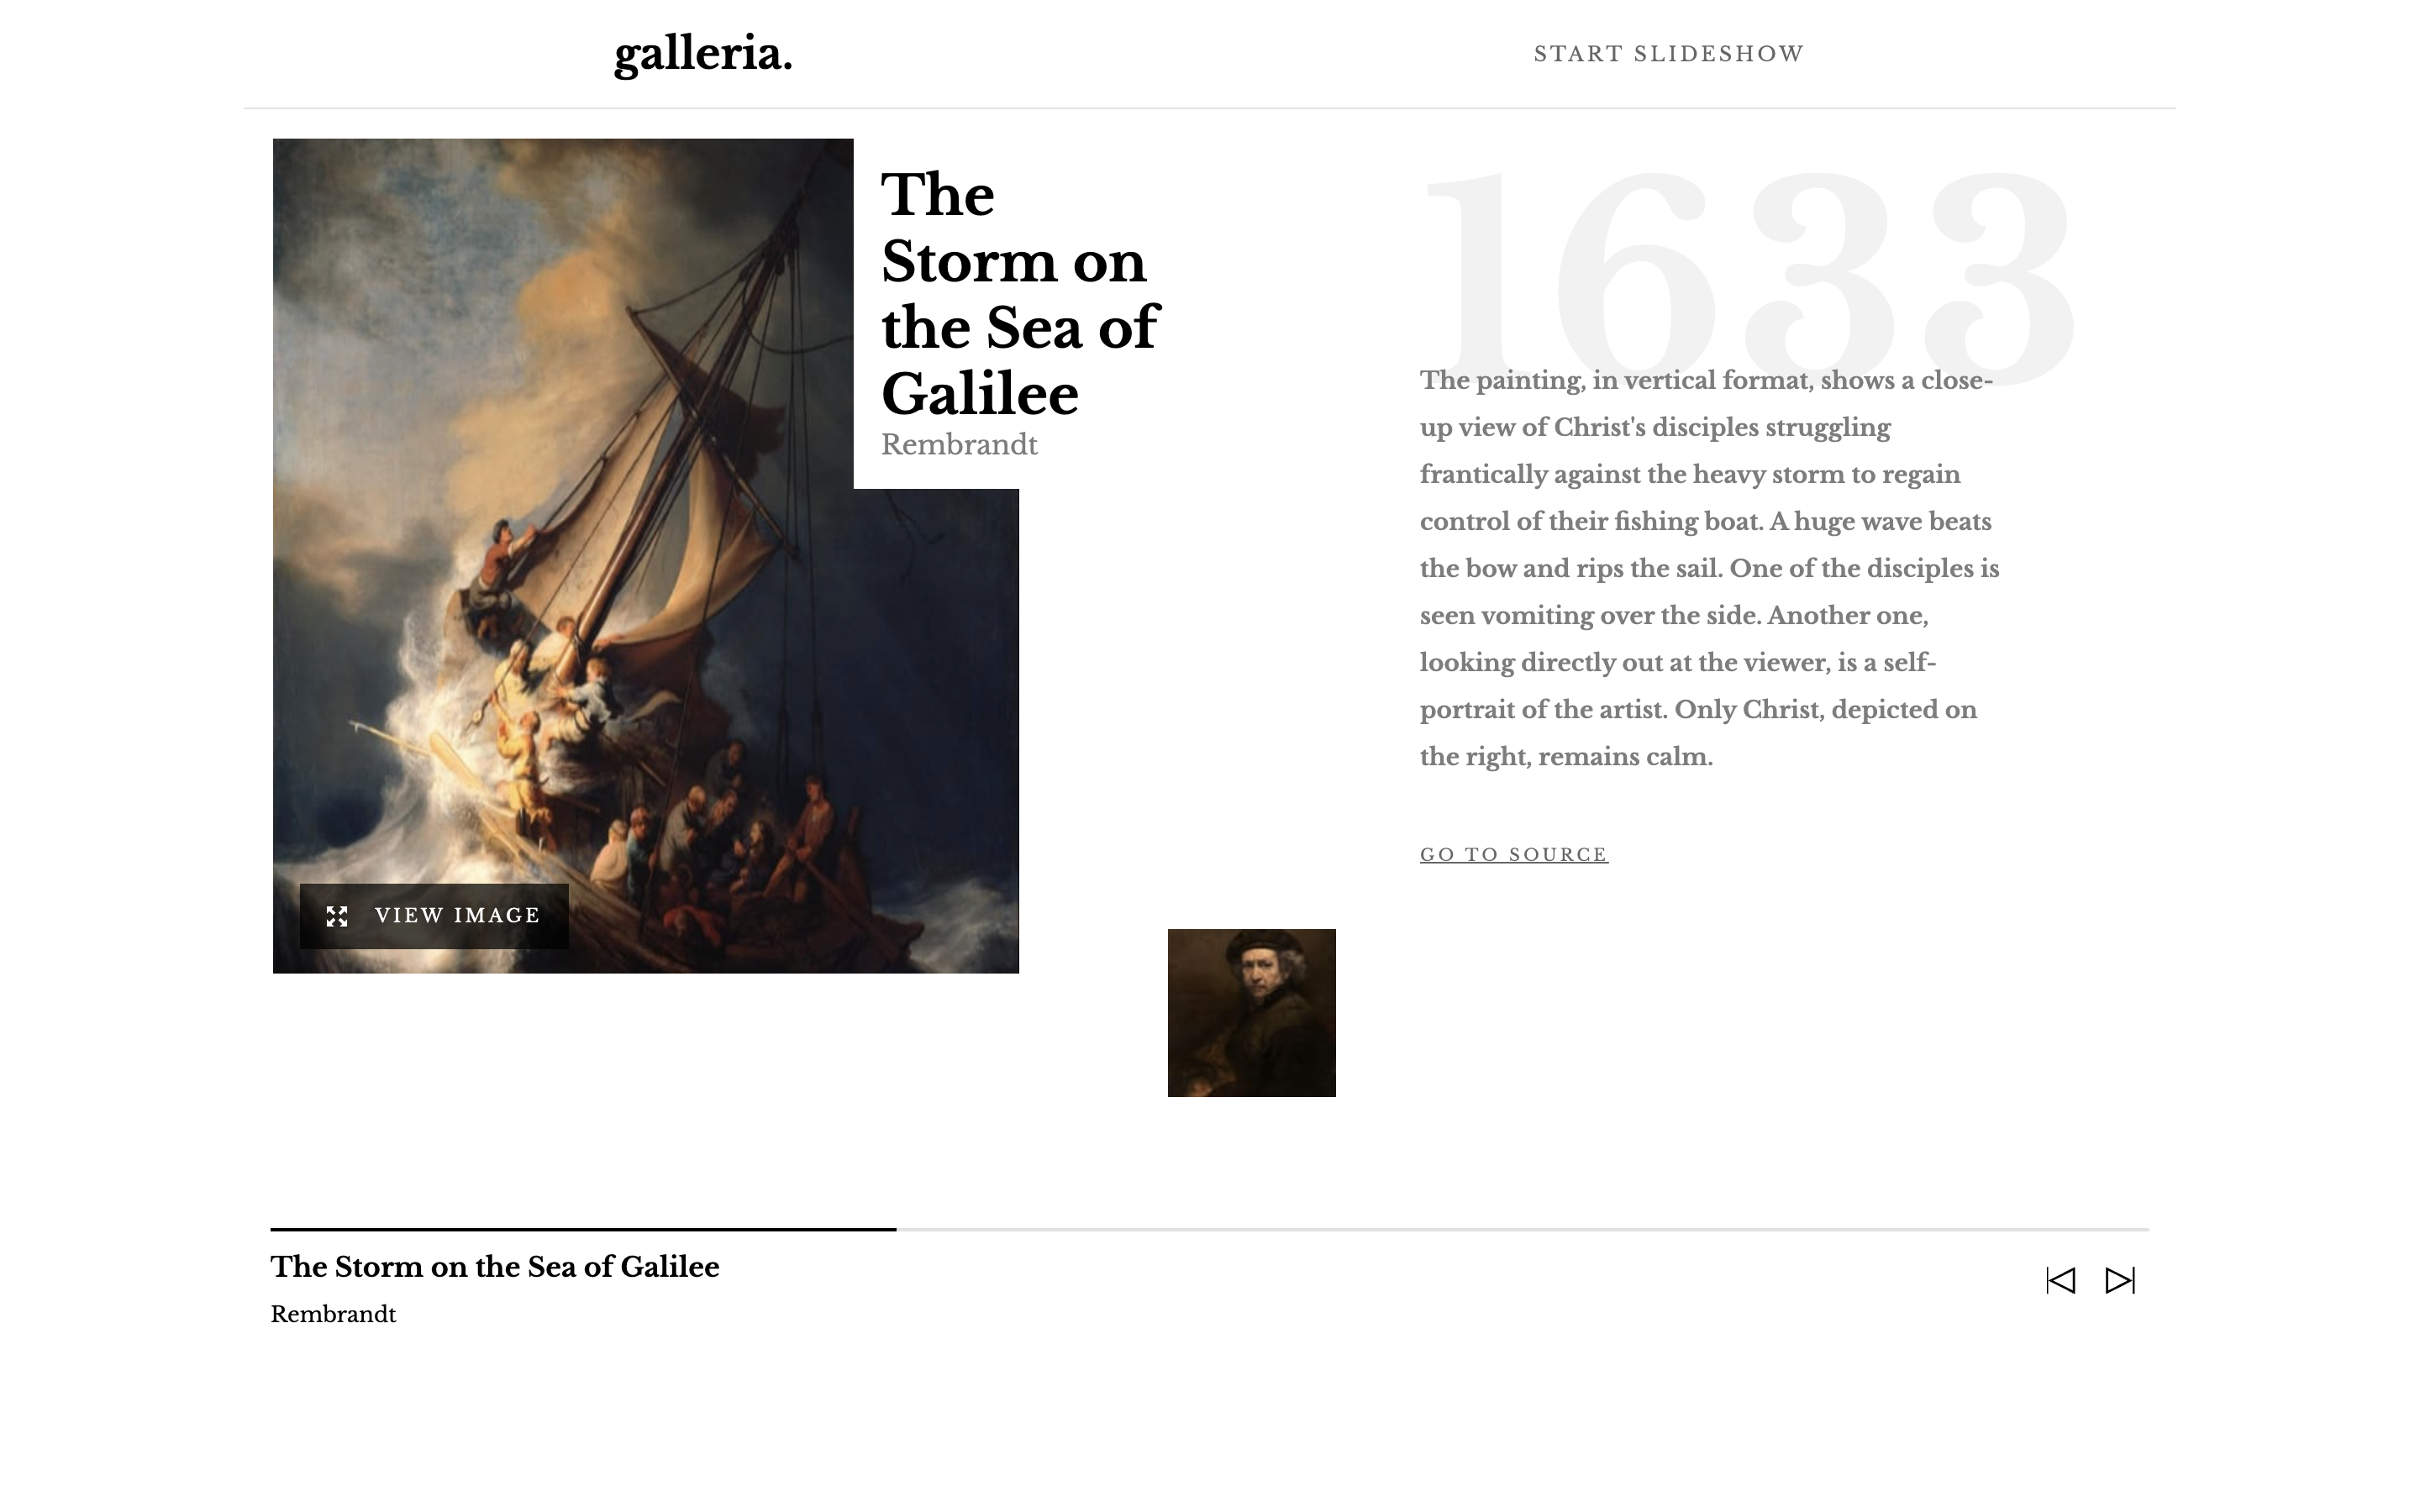 galleria.
START SLIDESHOW
The
Storm on
the Sea of
Galilee
Rembrandt
1633
The painting, in vertical format, shows a close-
up view of Christ's disciples struggling
frantically against the heavy storm to regain
control of their fishing boat. A huge wave beats
the bow and rips the sail. One of the disciples is
seen vomiting over the side. Another one,
looking directly out at the viewer, is a self-
portrait of the artist. Only Christ, depicted on
the right, remains calm.
GO TO SOURCE
VIEW IMAGE
The Storm on the Sea of Galilee
Rembrandt